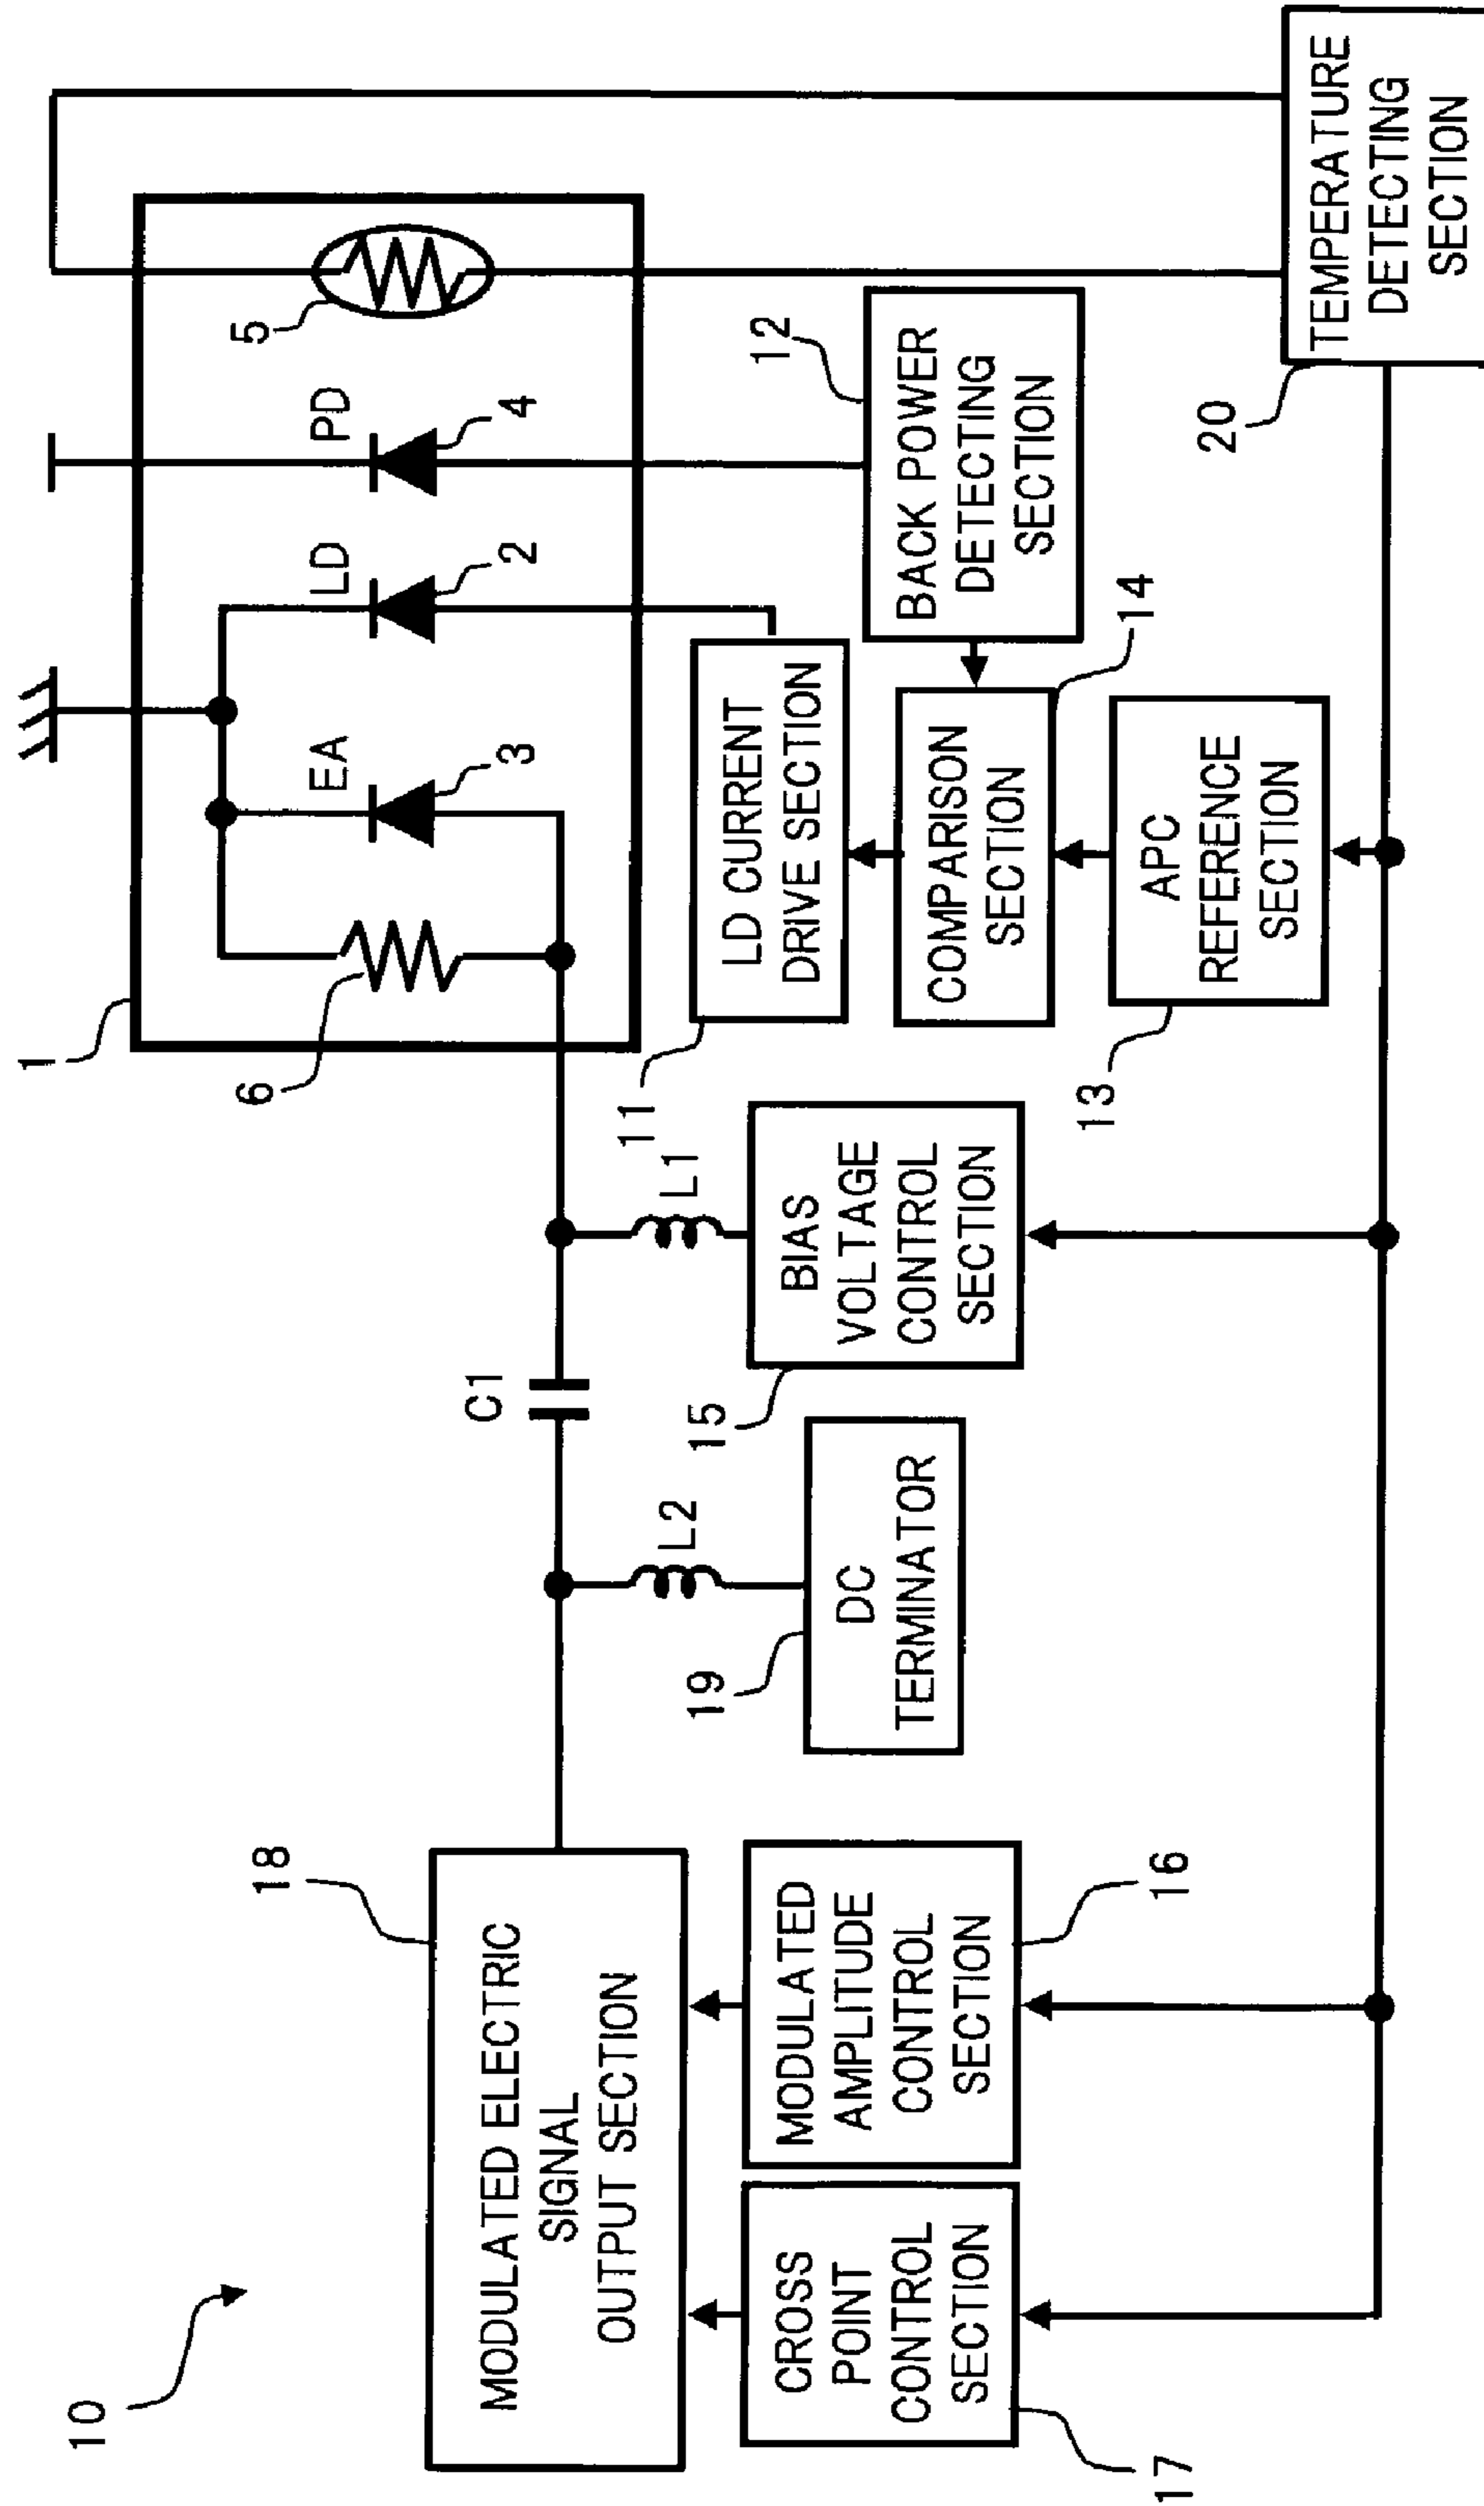 10
18
MODULATED ELECTRIC
SIGNAL
OUTPUT SECTION
CROSS
POINT
CONTROL
SECTION
17
MODULATED
AMPLITUDE
CONTROL
SECTION
16
L2
19
DC
TERMINATOR
C1
L1
15
BIAS
VOLTAGE
CONTROL
SECTION
1
6
EA
3
LD
2
PD
4
5
11
LD CURRENT
DRIVE SECTION
12
BACK POWER
DETECTING
SECTION
COMPARISON
SECTION
14
13
APC
REFERENCE
SECTION
20
TEMPERATURE
DETECTING
SECTION